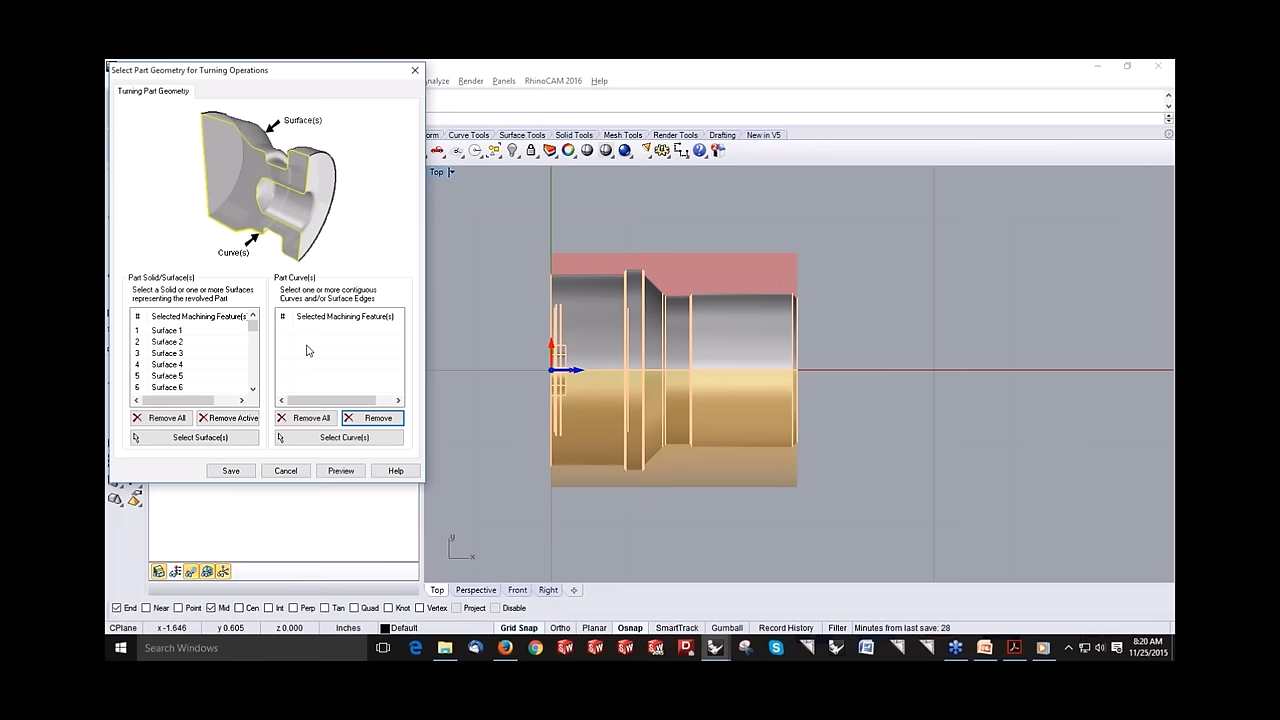 Select Part Geometry for Turning Operations
Turning Part Geometry
Surface(s)
Curve(s)
Part Solid/Surface(s)
Select a Solid or one or more Surfaces
representing the revolved Part
# Selected Machining Feature(s
1 Surface 1
2 Surface 2
3 Surface 3
4 Surface 4
5 Surface 5
6 Surface 6
Remove All Remove Active
Select Surface(s)
Part Curve(s)
Select one or more contiguous
Curves and/or Surface Edges
# Selected Machining Feature(s)
Remove All Remove
Select Curve(s)
Save Cancel Preview Help
nalyze Render Panels RhinoCAM 2016 Help
orm Curve Tools Surface Tools Solid Tools Mesh Tools Render Tools Drafting New in V5
Top
y
x
Top Perspective Front Right
End Near Point Mid Cen Int Perp Tan Quad Knot Vertex Project Disable
CPlane x -1.646 y 0.605 z 0.000 Inches Default Grid Snap Ortho Planar Osnap SmartTrack Gumball Record History Filter Minutes from last save: 28
Search Windows
8:20 AM
11/25/2015